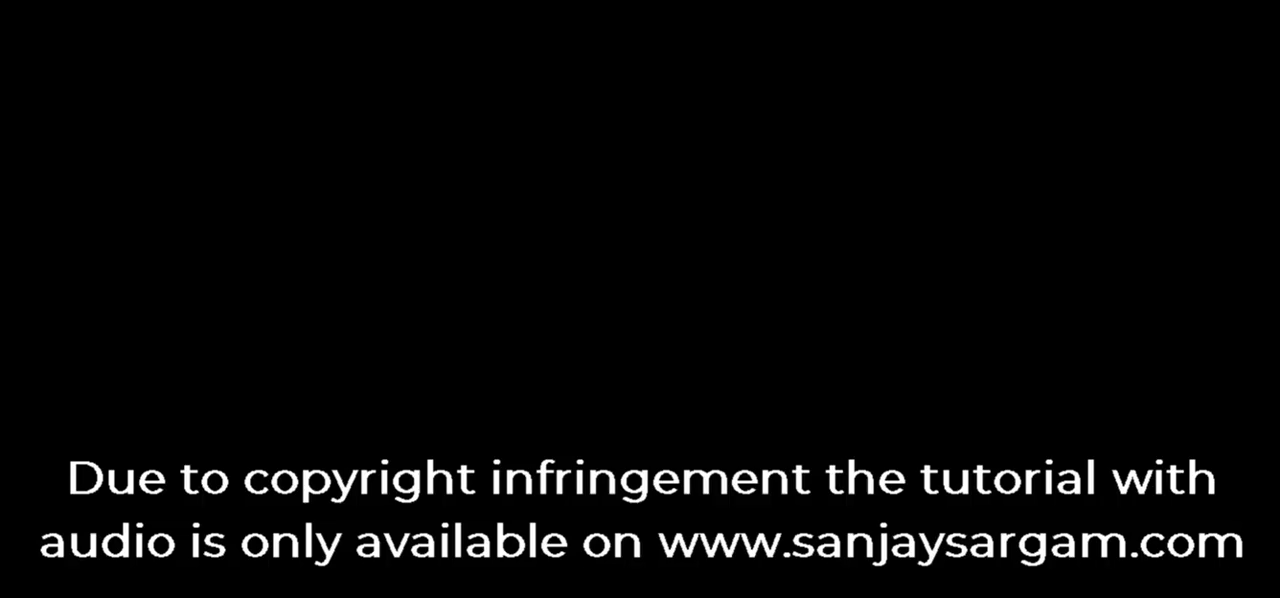 Due to copyright infringement the tutorial with
audio is only available on www.sanjaysargam.com